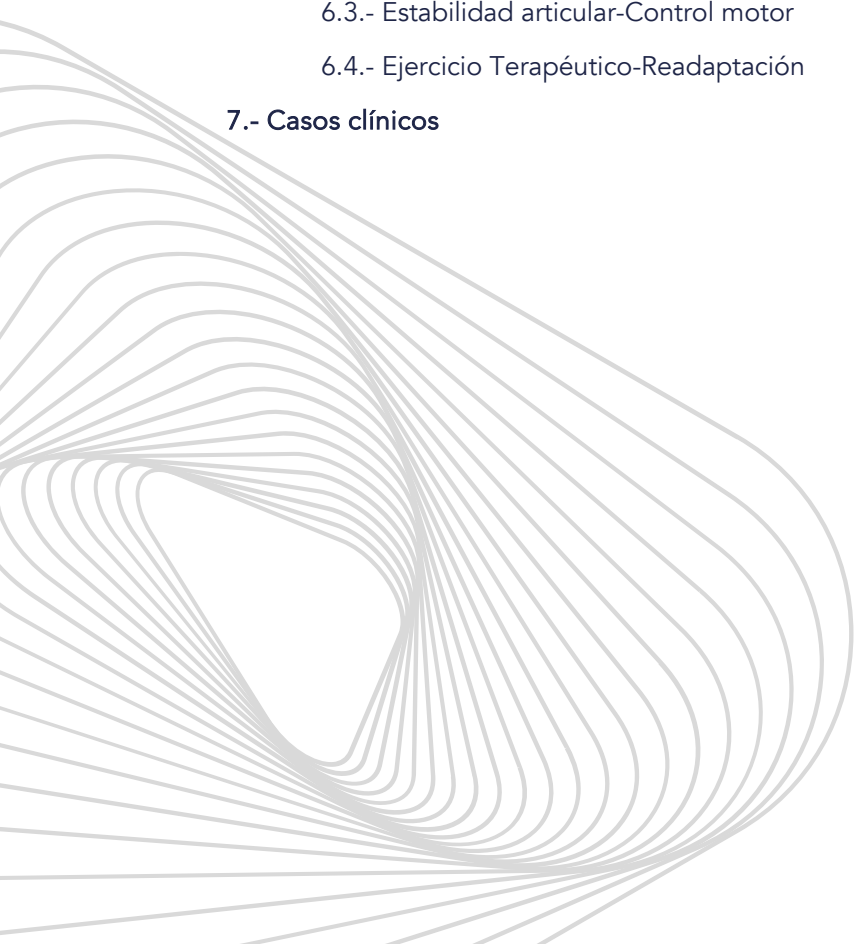 6.3.- Estabilidad articular-Control motor
6.4.- Ejercicio Terapéutico-Readaptación
7.- Casos clínicos